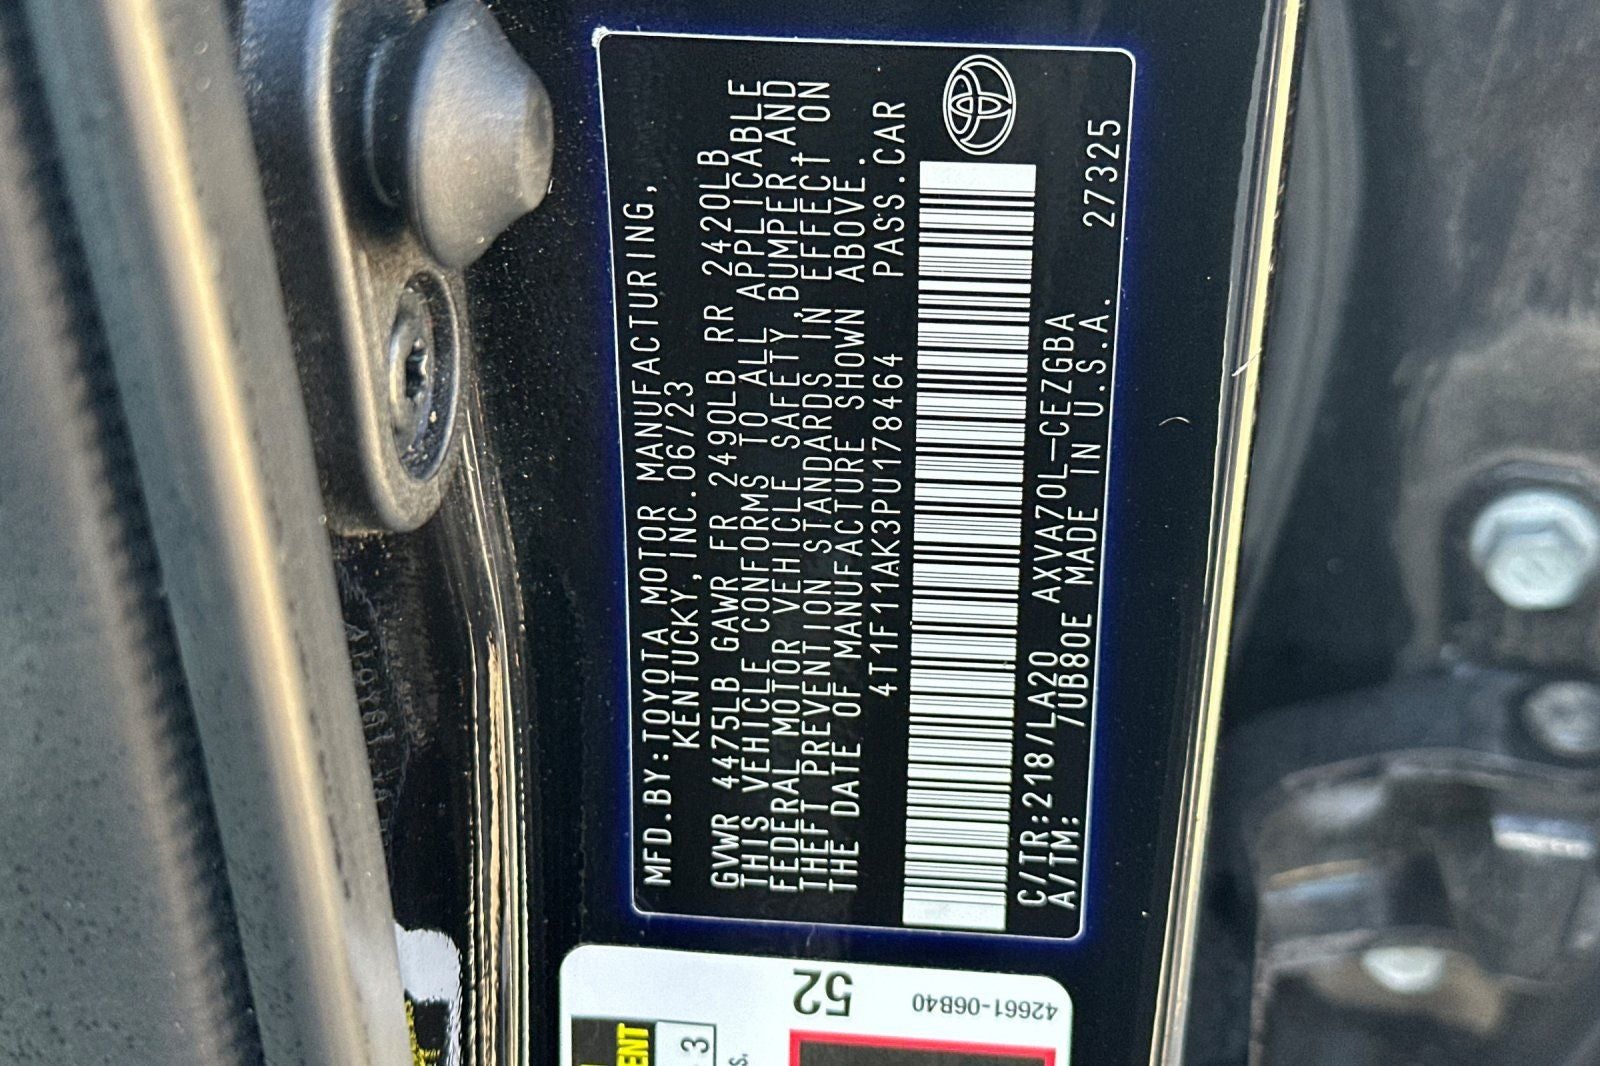 MFD.BY:TOYOTA MOTOR MANUFACTURING,
KENTUCKY,INC.06/23
GVWR 4475LB GAWR FR 2490LB RR 2420LB
THIS VEHICLE CONFORMS TO ALL APPLICABLE
FEDERAL MOTOR VEHICLE SAFETY,BUMPER,AND
THEFT PREVENTION STANDARDS IN EFFECT ON
THE DATE OF MANUFACTURE SHOWN ABOVE.
4T1F11AK3PU178464 PASS.CAR
C/TR:218/LA20 AXVA70L-CEZGBA
A/TM: /UB80E MADE IN U.S.A. 27325
42661-06B40
52